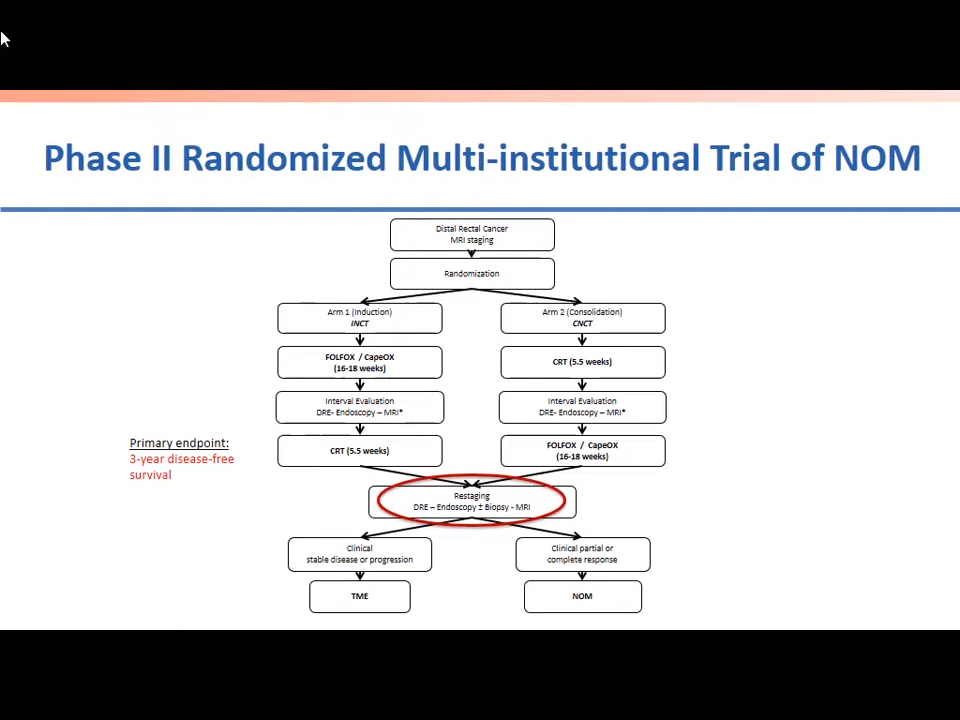 Phase II Randomized Multi-institutional Trial of NOM
Distal Rectal Cancer
MRI staging
Randomization
Arm 1 (Induction)
INCT
Arm 2 (Consolidation)
CNCT
FOLFOX / CapeOX
(16-18 weeks)
CRT (5.5 weeks)
Interval Evaluation
DRE- Endoscopy – MRI*
Interval Evaluation
DRE- Endoscopy – MRI*
Primary endpoint:
3-year disease-free
survival
CRT (5.5 weeks)
FOLFOX / CapeOX
(16-18 weeks)
Restaging
DRE – Endoscopy ± Biopsy - MRI
Clinical
stable disease or progression
Clinical partial or
complete response
TME
NOM